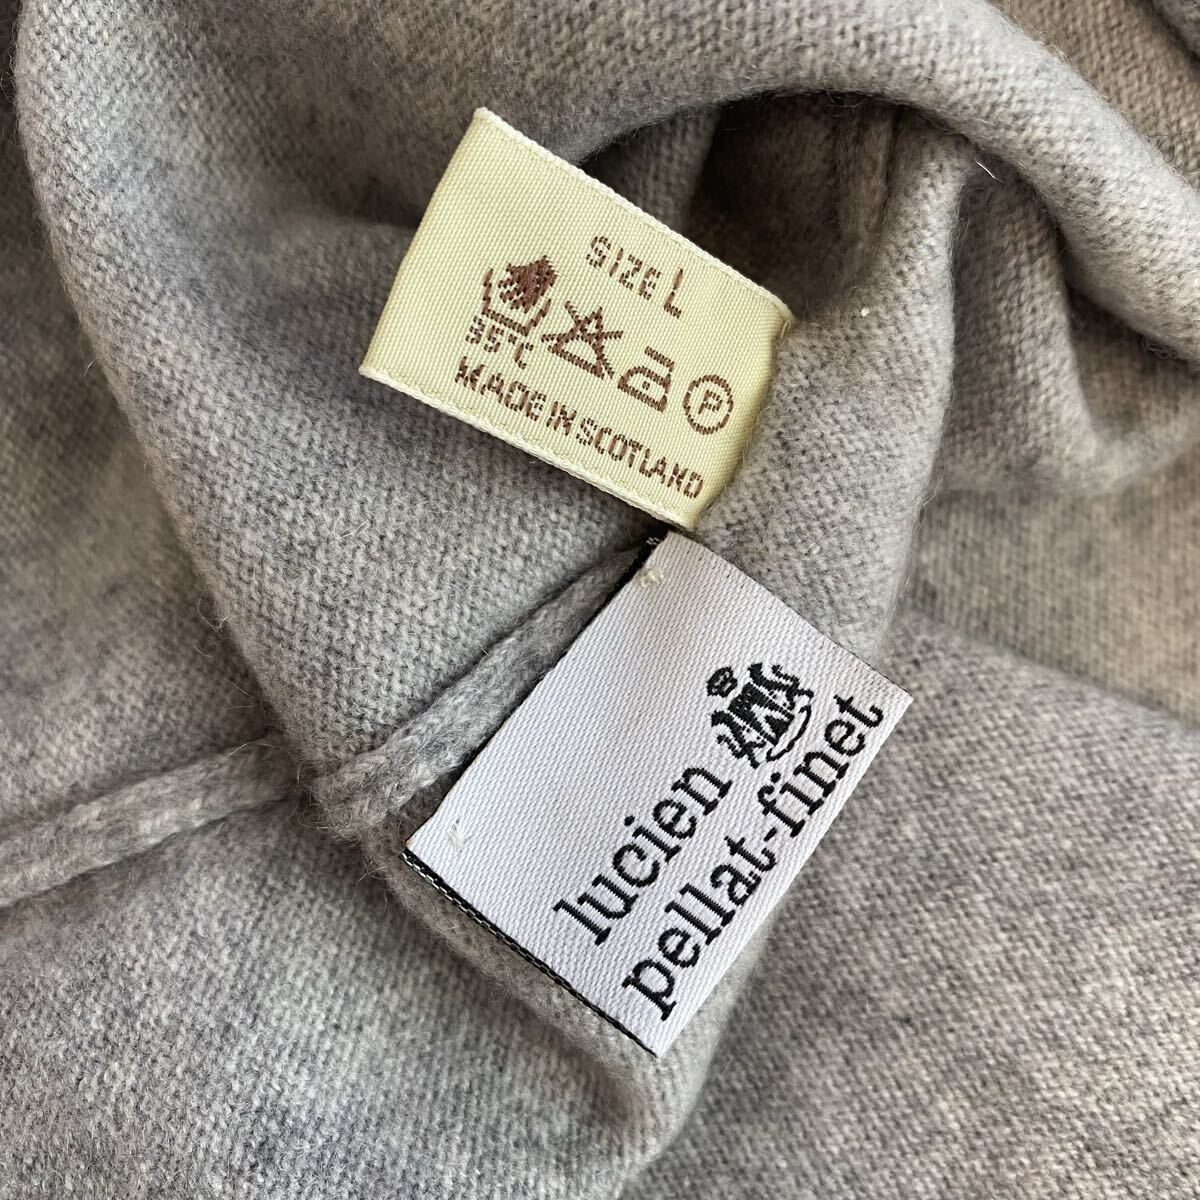 SIZE L
35°C
P
MADE IN SCOTLAND
lucien
pellat-finet